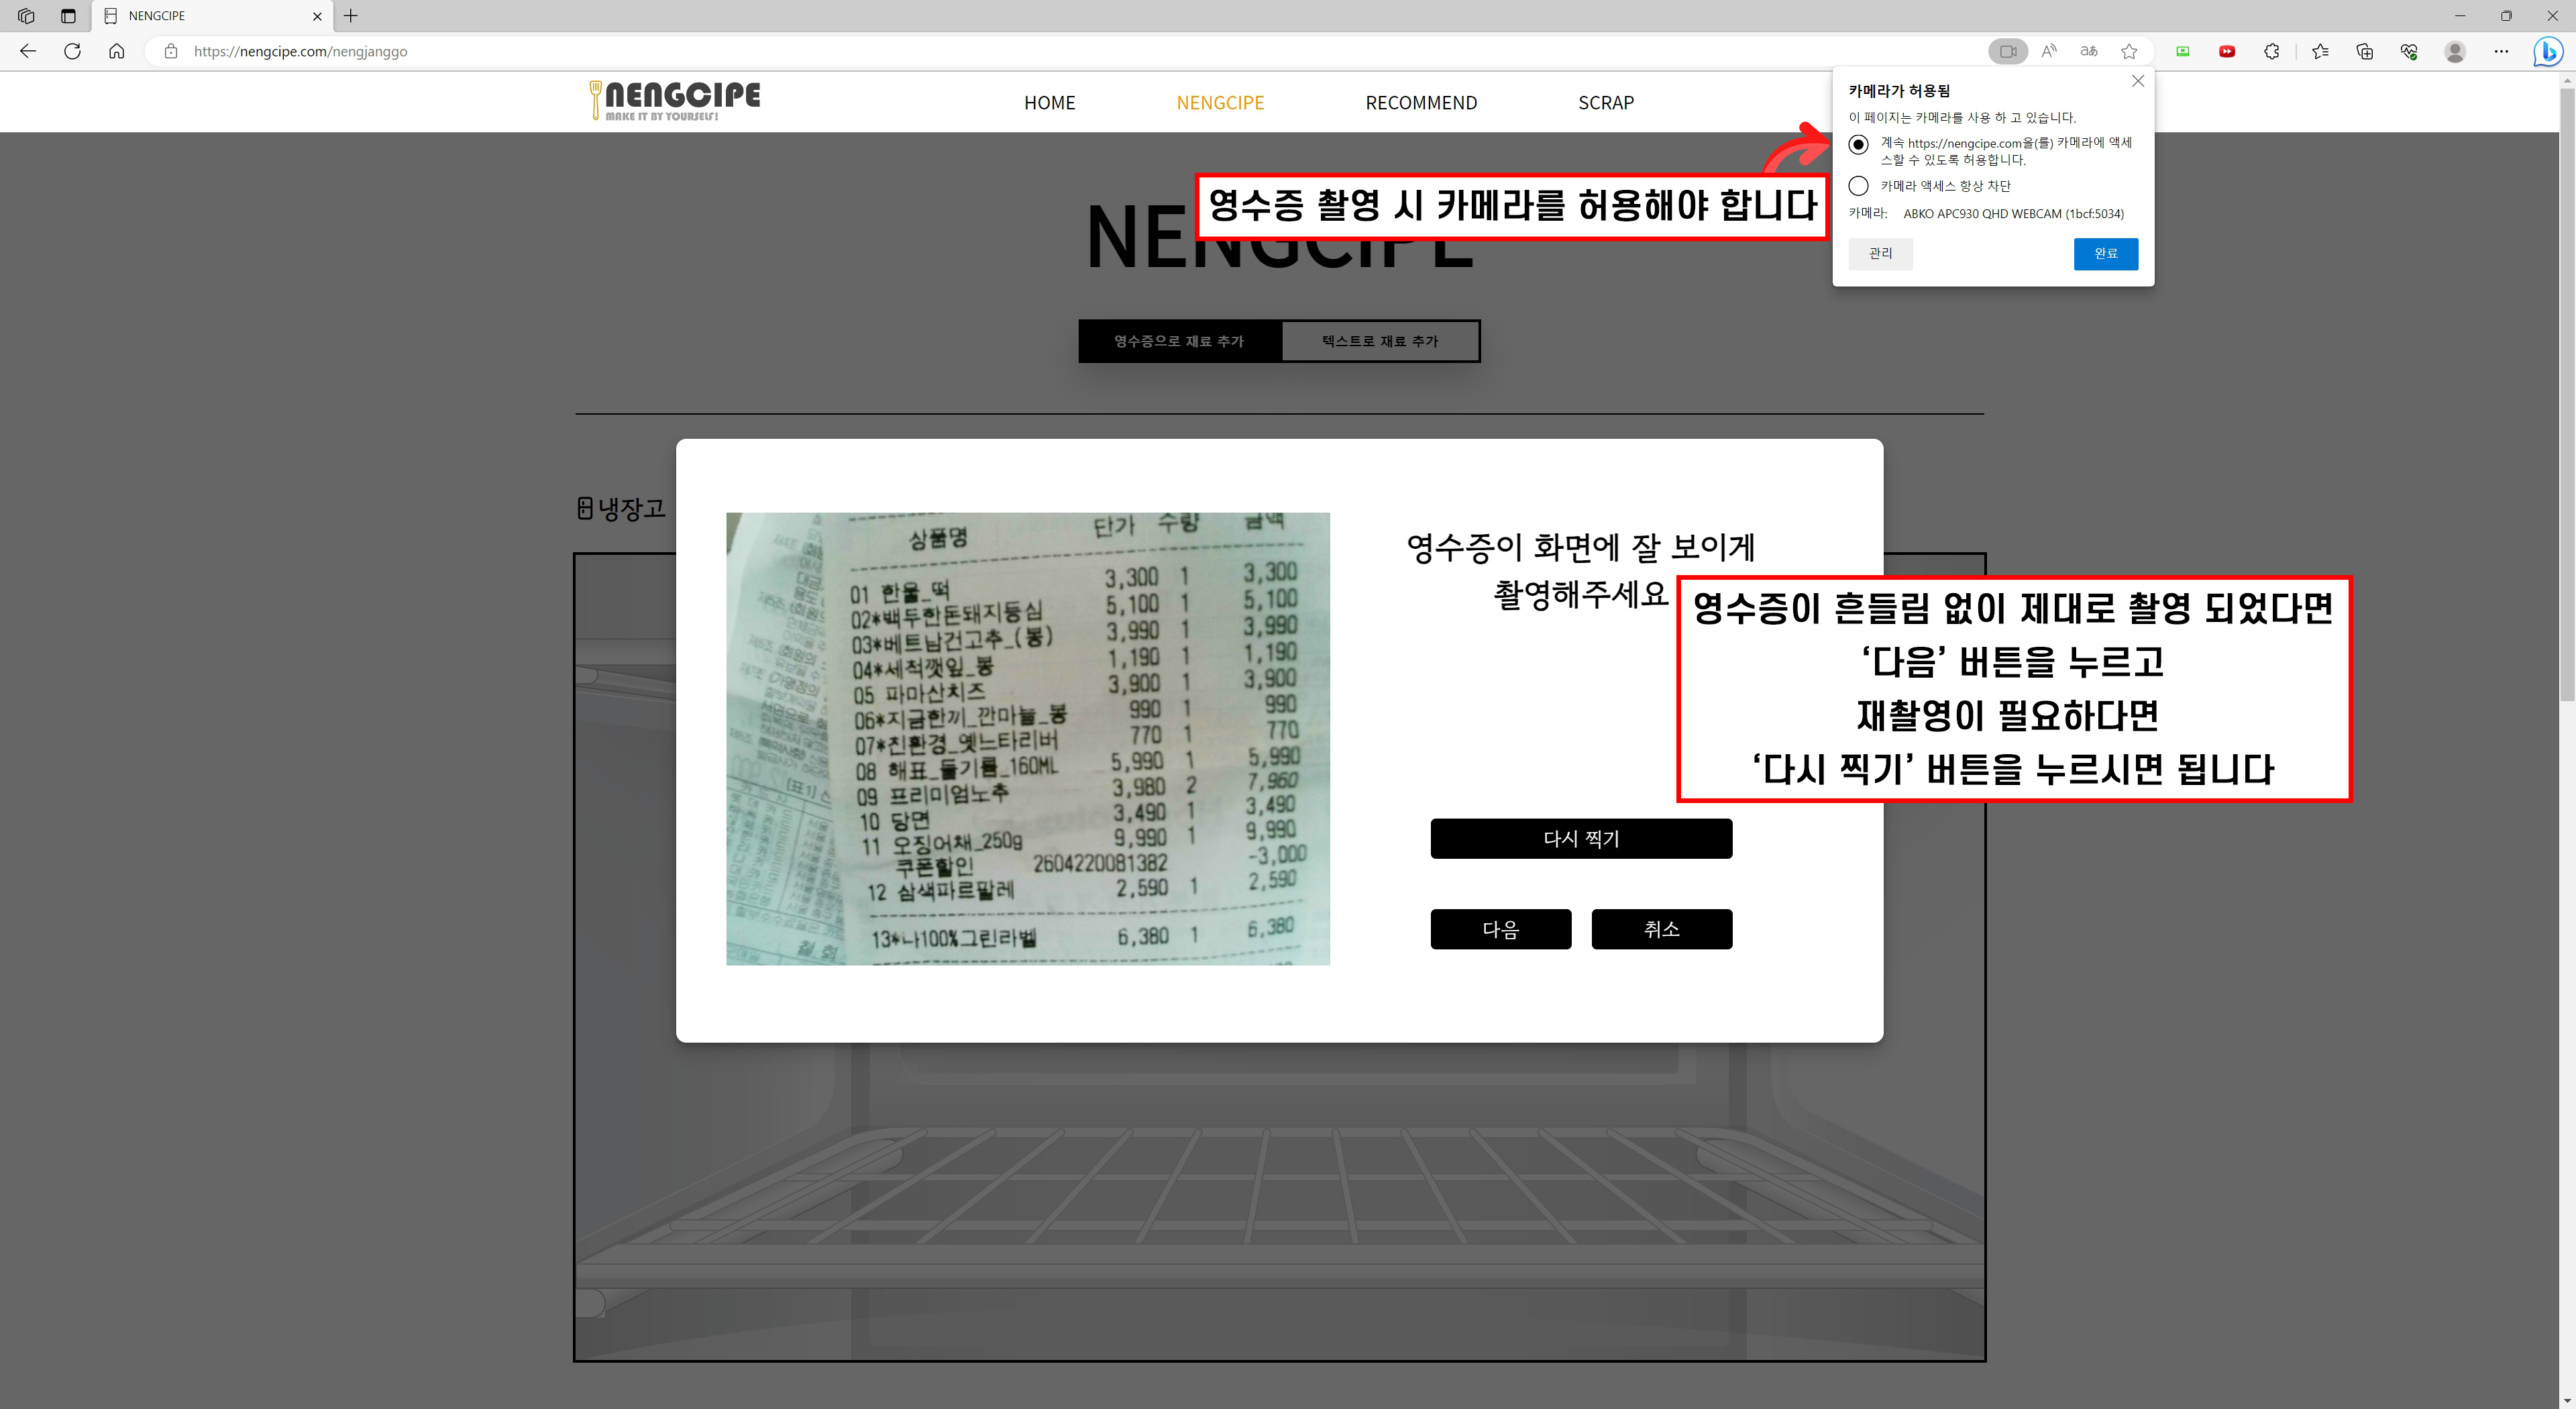 NENGCIPE
https://nengcipe.com/nengjanggo
aあ
NENGCIPE
MAKE IT BY YOURSELF!
HOME
NENGCIPE
RECOMMEND
SCRAP
카메라가 허용됨
이 페이지는 카메라를 사용 하 고 있습니다.
계속 https://nengcipe.com을(를) 카메라에 액세
스할 수 있도록 허용합니다.
카메라 액세스 항상 차단
카메라: ABKO APC930 QHD WEBCAM (1bcf:5034)
관리
완료
영수증 촬영 시 카메라를 허용해야 합니다
NENGCIPE
영수증으로 재료 추가
텍스트로 재료 추가
냉장고
상품명 단가 수량 금액
01 한울_떡 3,300 1 3,300
02*백두한돈돼지등심 5,100 1 5,100
03*베트남건고추_(봉) 3,990 1 3,990
04*세척깻잎_봉 1,190 1 1,190
05 파마산치즈 3,900 1 3,900
06*지금한끼_깐마늘_봉 990 1 990
07*친환경_옛느타리버 770 1 770
08 해표_들기름_160ML 5,990 1 5,990
09 프리미엄노추 3,980 2 7,960
10 당면 3,490 1 3,490
11 오징어채_250g 9,990 1 9,990
쿠폰할인 2604220081382 -3,000
12 삼색파르팔레 2,590 1 2,590
13*나100%그린라벨 6,380 1 6,380
영수증이 화면에 잘 보이게
촬영해주세요
영수증이 흔들림 없이 제대로 촬영 되었다면
‘다음’ 버튼을 누르고
재촬영이 필요하다면
‘다시 찍기’ 버튼을 누르시면 됩니다
다시 찍기
다음
취소